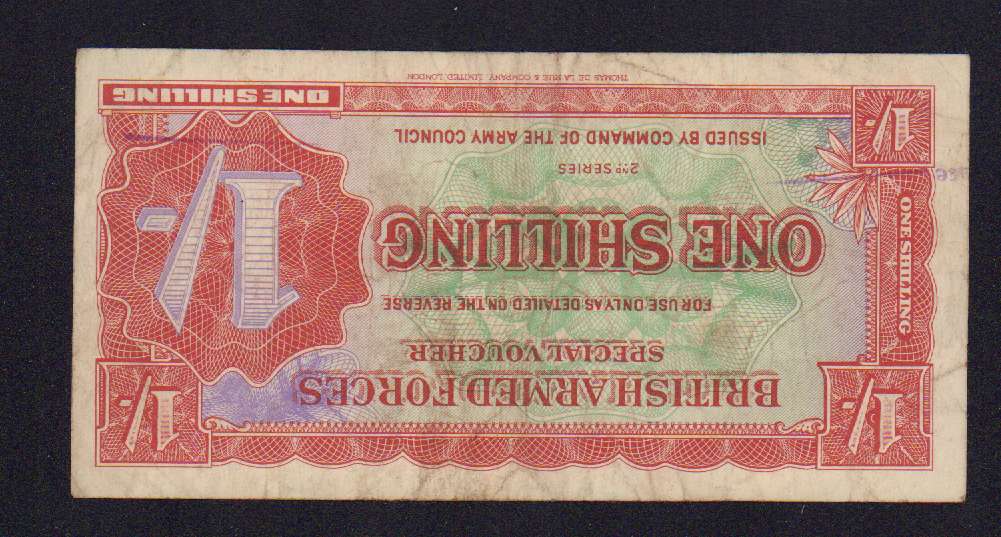 BRITISH ARMED FORCES
SPECIAL VOUCHER
FOR USE ONLY AS DETAILED ON THE REVERSE
ONE SHILLING
2ND SERIES
ISSUED BY COMMAND OF THE ARMY COUNCIL
ONE SHILLING
ONE SHILLING
1/-
1/-
1/-
1/-
THOMAS DE LA RUE & COMPANY, LIMITED, LONDON